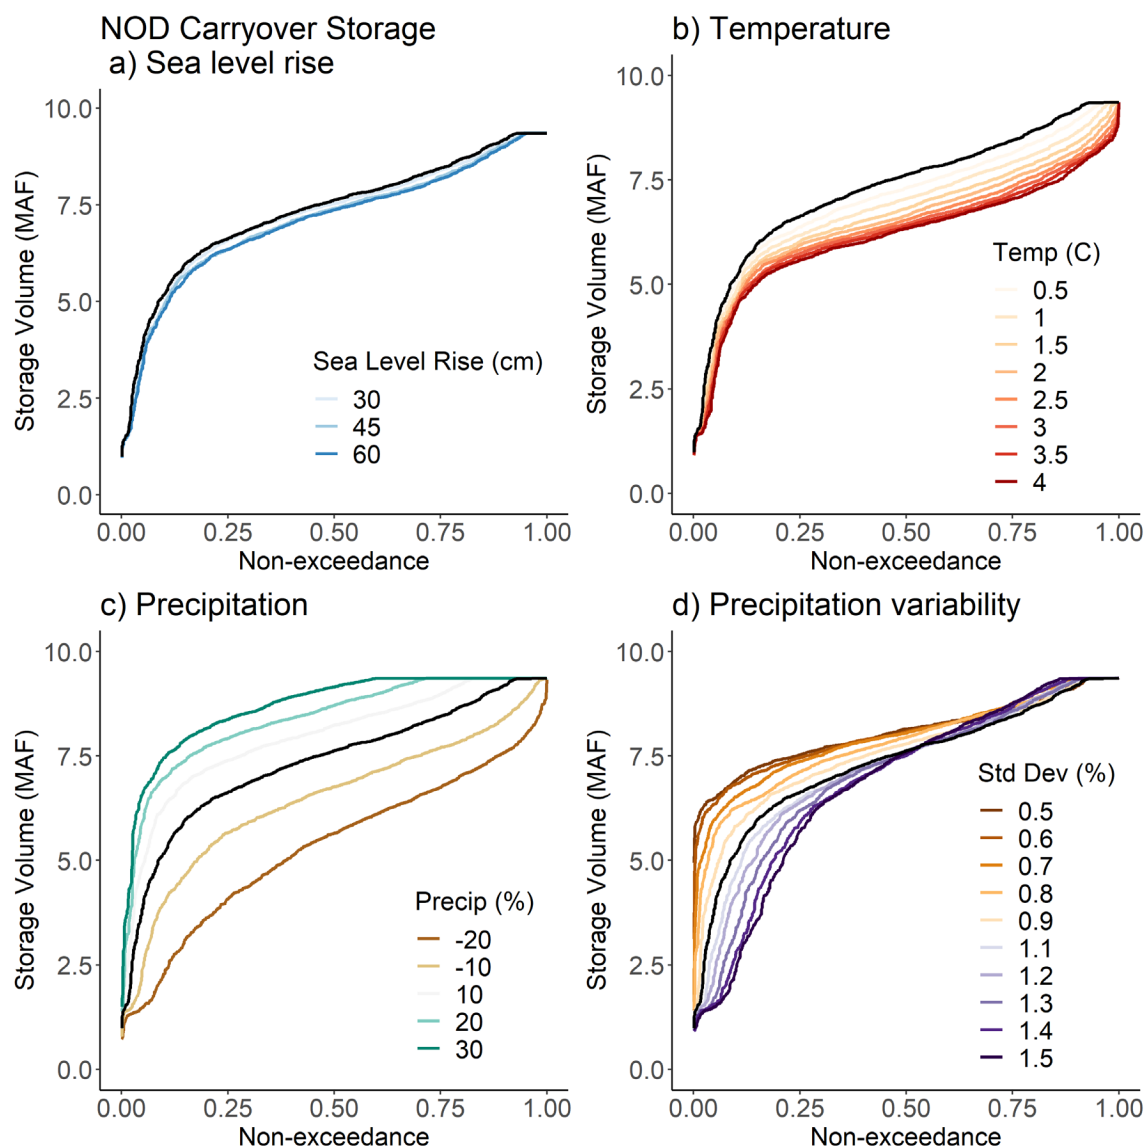 NOD Carryover Storage
a) Sea level rise
Storage Volume (MAF)
10.0
7.5
5.0
2.5
0.0
Sea Level Rise (cm)
30
45
60
0.00 0.25 0.50 0.75 1.00
Non-exceedance
b) Temperature
Storage Volume (MAF)
10.0
7.5
5.0
2.5
0.0
Temp (C)
0.5
1
1.5
2
2.5
3
3.5
4
0.00 0.25 0.50 0.75 1.00
Non-exceedance
c) Precipitation
Storage Volume (MAF)
10.0
7.5
5.0
2.5
0.0
Precip (%)
-20
-10
10
20
30
0.00 0.25 0.50 0.75 1.00
Non-exceedance
d) Precipitation variability
Storage Volume (MAF)
10.0
7.5
5.0
2.5
0.0
Std Dev (%)
0.5
0.6
0.7
0.8
0.9
1.1
1.2
1.3
1.4
1.5
0.00 0.25 0.50 0.75 1.00
Non-exceedance